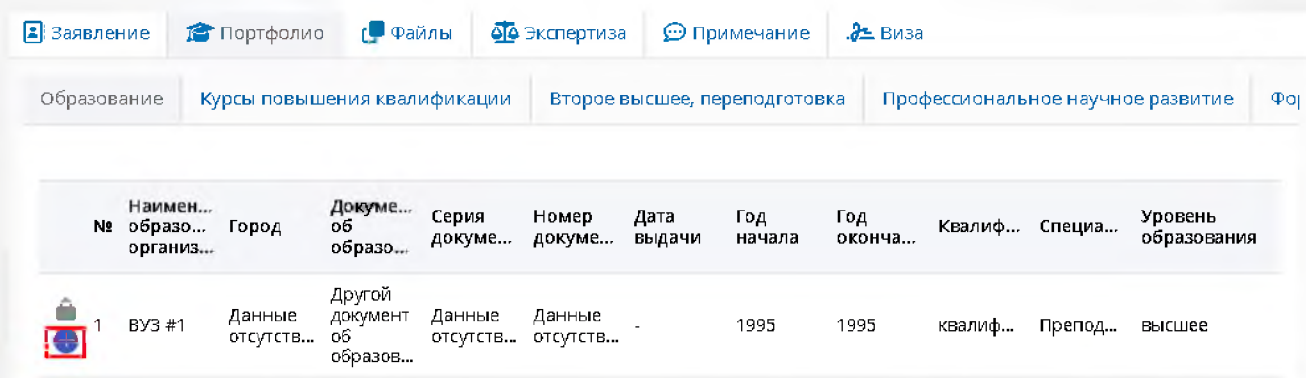 Заявление Портфолио Файлы Экспертиза Примечание Виза
Образование Курсы повышения квалификации Второе высшее, переподготовка Профессиональное научное развитие Фор
№ Наимен... образо... организ... Город Докуме... об образо... Серия докуме... Номер докуме... Дата выдачи Год начала Год оконча... Квалиф... Специа... Уровень образования
1 ВУЗ #1 Данные отсутств... Другой документ об образов... Данные отсутств... Данные отсутств... - 1995 1995 квалиф... Препод... высшее